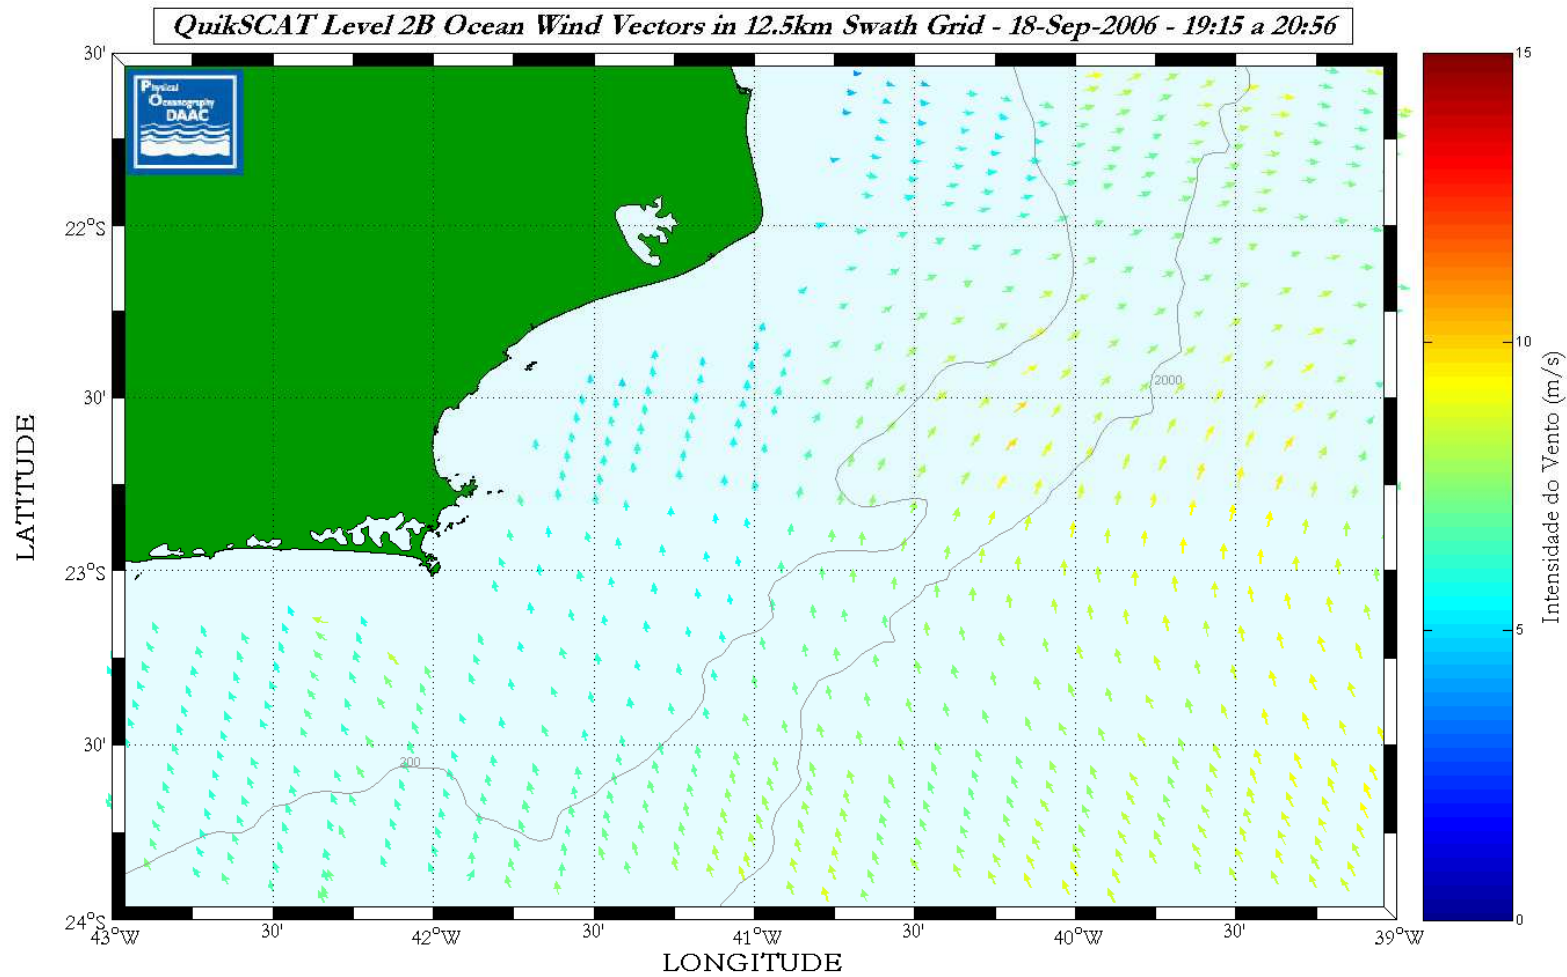 QuikSCAT Level 2B Ocean Wind Vectors in 12.5km Swath Grid - 18-Sep-2006 - 19:15 a 20:56
Physical
Oceanography
DAAC
30'
22°S
30'
23°S
30'
24°S
LATITUDE
200
2000
43°W 30' 42°W 30' 41°W 30' 40°W 30' 39°W
LONGITUDE
15
10
5
0
Intensidade do Vento (m/s)